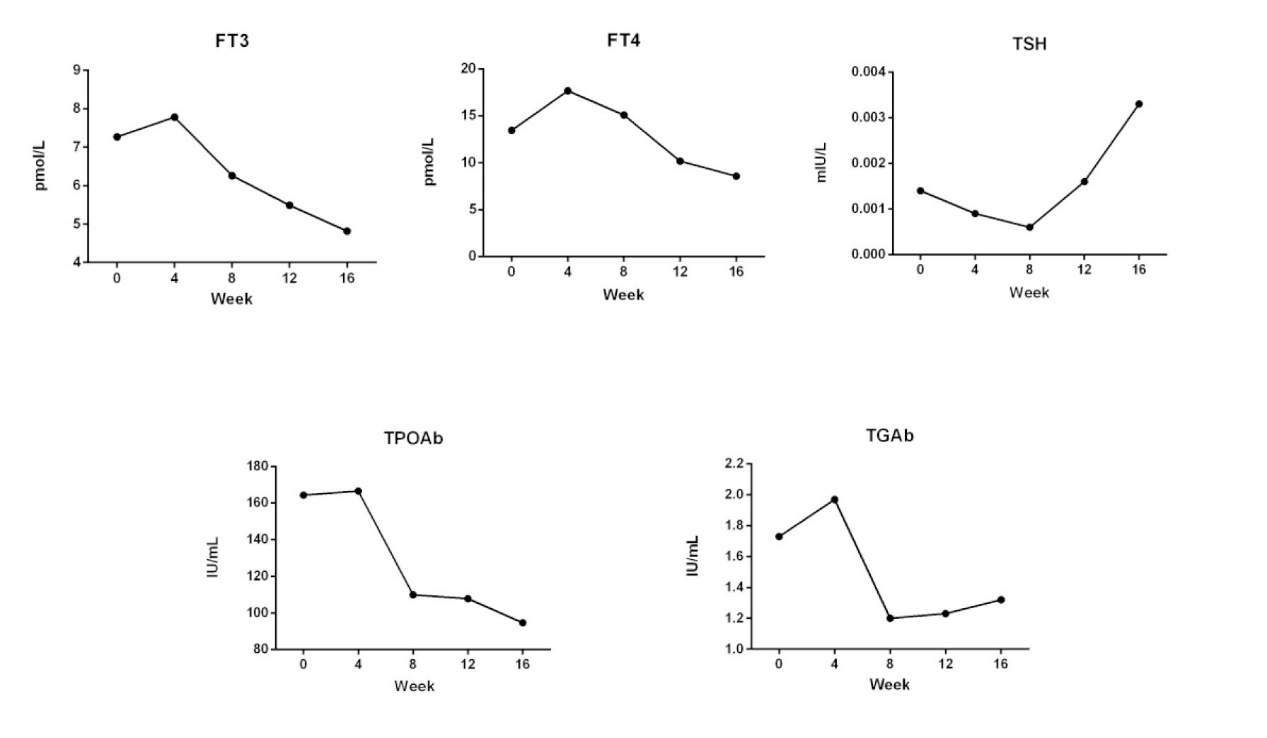 FT3
9
8
7
6
5
4
pmol/L
0 4 8 12 16
Week
FT4
20
15
10
5
0
pmol/L
0 4 8 12 16
Week
TSH
0.004
0.003
0.002
0.001
0.000
mIU/L
0 4 8 12 16
Week
TPOAb
180
160
140
120
100
80
IU/mL
0 4 8 12 16
Week
TGAb
2.2
2.0
1.8
1.6
1.4
1.2
1.0
IU/mL
0 4 8 12 16
Week